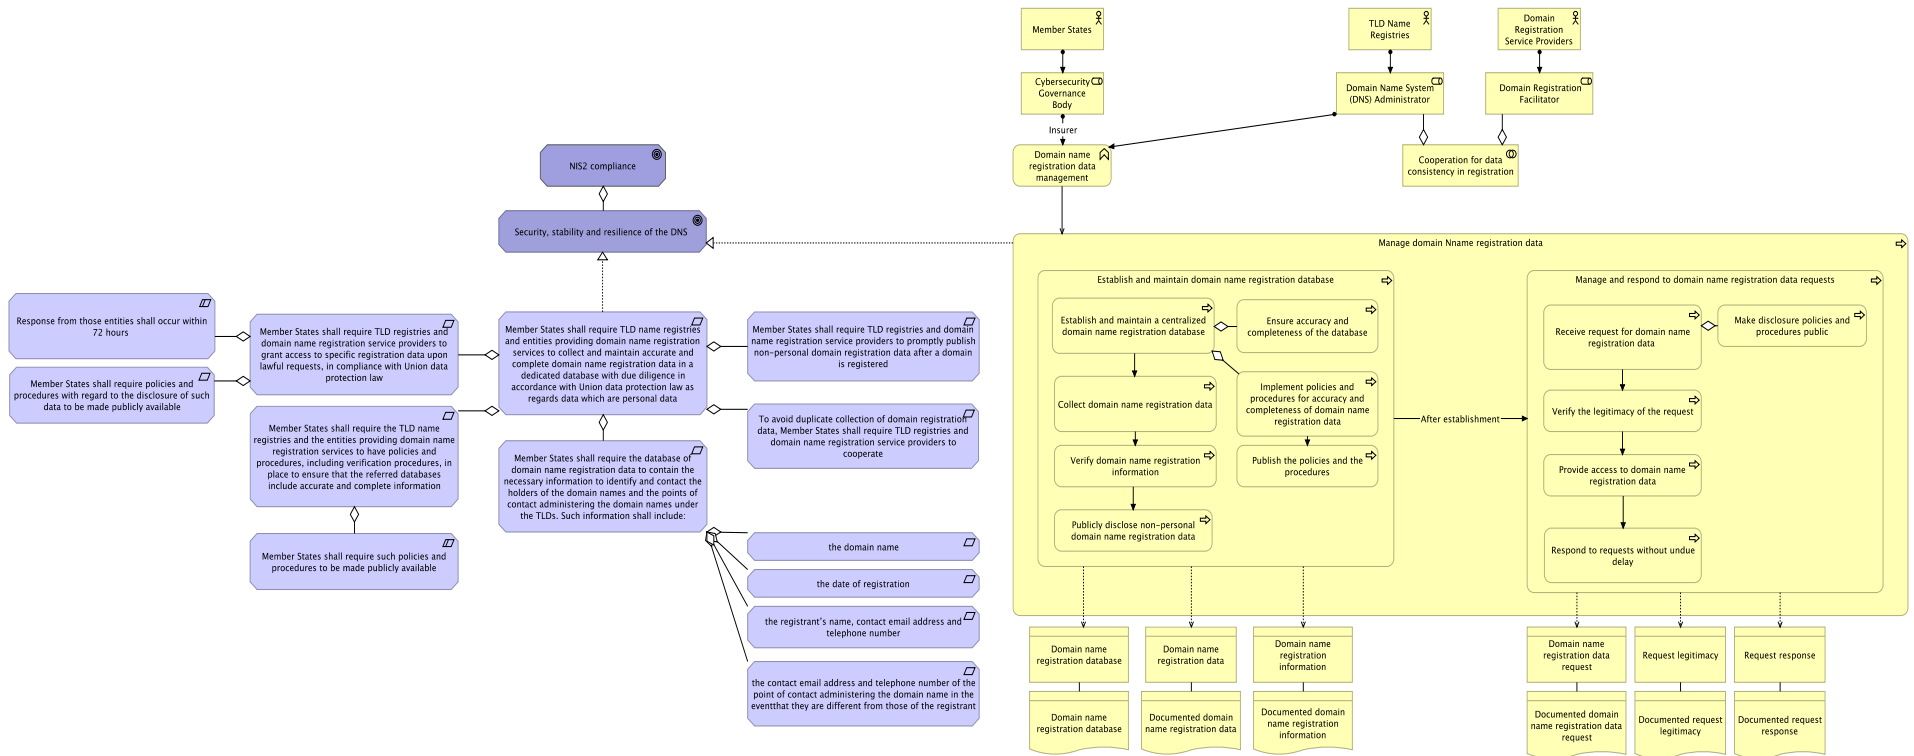 Member States
TLD Name
Registries
Domain
Registration
Service Providers
Cybersecurity
Governance
Body
Domain Name System
(DNS) Administrator
Domain Registration
Facilitator
Insurer
Domain name
registration data
management
Cooperation for data
consistency in registration
NIS2 compliance
Security, stability and resilience of the DNS
Response from those entities shall occur within
72 hours
Member States shall require policies and
procedures with regard to the disclosure of such
data to be made publicly available
Member States shall require TLD registries and
domain name registration service providers to
grant access to specific registration data upon
lawful requests, in compliance with Union data
protection law
Member States shall require the TLD name
registries and the entities providing domain name
registration services to have policies and
procedures, including verification procedures, in
place to ensure that the referred databases
include accurate and complete information
Member States shall require such policies and
procedures to be made publicly available
Member States shall require TLD name registries
and entities providing domain name registration
services to collect and maintain accurate and
complete domain name registration data in a
dedicated database with due diligence in
accordance with Union data protection law as
regards data which are personal data
Member States shall require the database of
domain name registration data to contain the
necessary information to identify and contact the
holders of the domain names and the points of
contact administering the domain names under
the TLDs. Such information shall include:
Member States shall require TLD registries and domain
name registration service providers to promptly publish
non-personal domain registration data after a domain
is registered
To avoid duplicate collection of domain registration
data, Member States shall require TLD registries and
domain name registration service providers to
cooperate
the domain name
the date of registration
the registrant's name, contact email address and
telephone number
the contact email address and telephone number of the
point of contact administering the domain name in the
eventthat they are different from those of the registrant
Manage domain Nname registration data
Establish and maintain domain name registration database
Establish and maintain a centralized
domain name registration database
Ensure accuracy and
completeness of the database
Collect domain name registration data
Implement policies and
procedures for accuracy and
completeness of domain name
registration data
Verify domain name registration
information
Publish the policies and the
procedures
Publicly disclose non-personal
domain name registration data
After establishment
Manage and respond to domain name registration data requests
Receive request for domain name
registration data
Make disclosure policies and
procedures public
Verify the legitimacy of the request
Provide access to domain name
registration data
Respond to requests without undue
delay
Domain name
registration database
Domain name
registration data
Domain name
registration
information
Domain name
registration data
request
Request legitimacy
Request response
Domain name
registration database
Documented domain
name registration data
Documented domain
name registration
information
Documented domain
name registration data
request
Documented request
legitimacy
Documented request
response